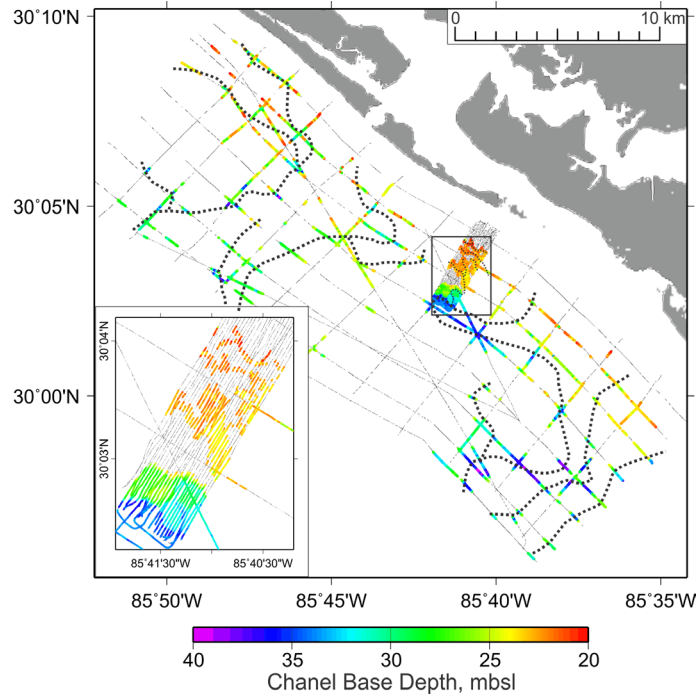 30˚10'N
0
10 km
30˚05'N
30˚00'N
30˚04'N
30˚03'N
85˚41'30"W
85˚40'30"W
85˚50'W
85˚45'W
85˚40'W
85˚35'W
40
35
30
25
20
Chanel Base Depth, mbsl